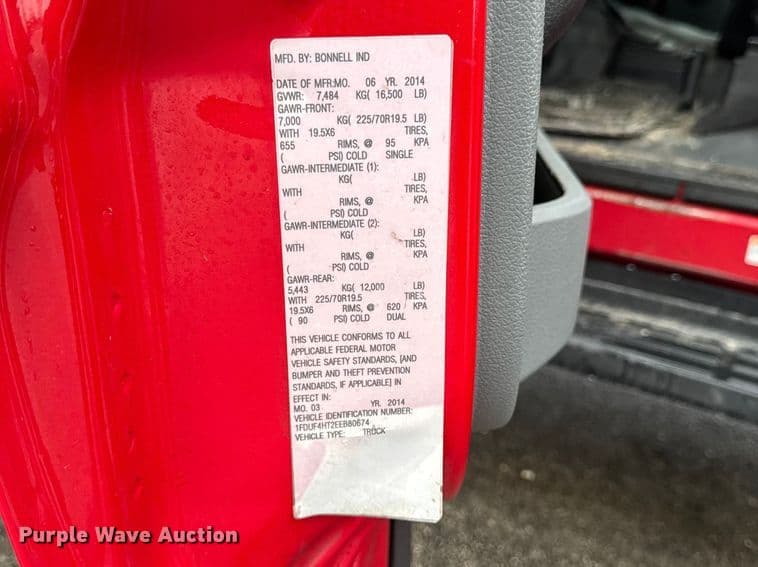 MFD. BY: BONNELL IND
DATE OF MFR:MO. 06 YR. 2014
GVWR: 7,484 KG( 16,500 LB)
GAWR-FRONT:
7,000 KG( 225/70R19.5 LB)
WITH 19.5X6 TIRES,
655 RIMS, @ 95 KPA
( PSI) COLD SINGLE
GAWR-INTERMEDIATE (1):
KG( LB)
WITH TIRES,
RIMS, @ KPA
( PSI) COLD
GAWR-INTERMEDIATE (2):
KG( LB)
WITH TIRES,
RIMS, @ KPA
( PSI) COLD
GAWR-REAR:
5,443 KG( 12,000 LB)
WITH 225/70R19.5 TIRES,
19.5X6 RIMS, @ 620 KPA
( 90 PSI) COLD DUAL
THIS VEHICLE CONFORMS TO ALL
APPLICABLE FEDERAL MOTOR
VEHICLE SAFETY STANDARDS, [AND
BUMPER AND THEFT PREVENTION
STANDARDS, IF APPLICABLE] IN
EFFECT IN:
MO. 03 YR. 2014
VEHICLE IDENTIFICATION NUMBER:
1FDUF4HT2EEB80674
VEHICLE TYPE: TRUCK
Purple Wave Auction